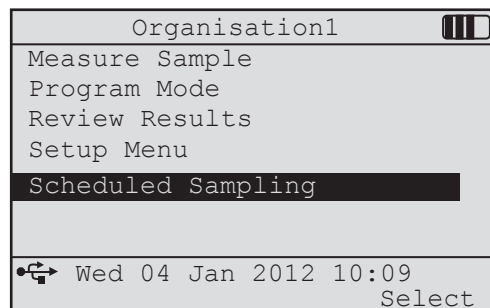 Organisation1
Measure Sample
Program Mode
Review Results
Setup Menu
Scheduled Sampling
Wed 04 Jan 2012 10:09
Select